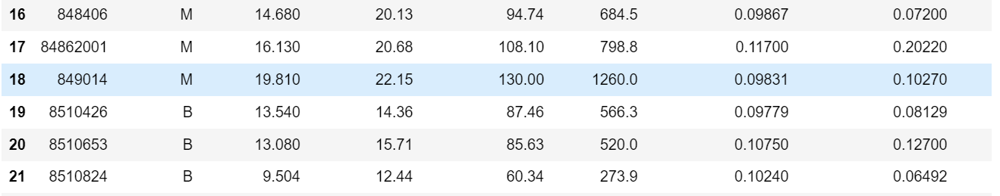 16 848406 M 14.680 20.13 94.74 684.5 0.09867 0.07200
17 84862001 M 16.130 20.68 108.10 798.8 0.11700 0.20220
18 849014 M 19.810 22.15 130.00 1260.0 0.09831 0.10270
19 8510426 B 13.540 14.36 87.46 566.3 0.09779 0.08129
20 8510653 B 13.080 15.71 85.63 520.0 0.10750 0.12700
21 8510824 B 9.504 12.44 60.34 273.9 0.10240 0.06492